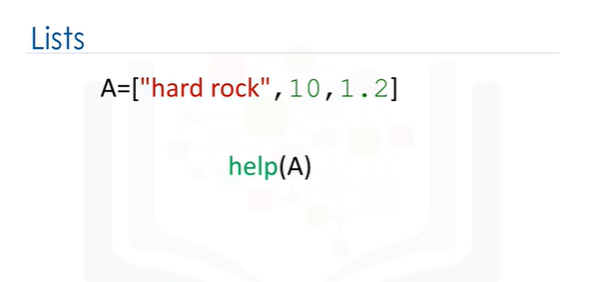 Lists
A=["hard rock",10,1.2]
help(A)